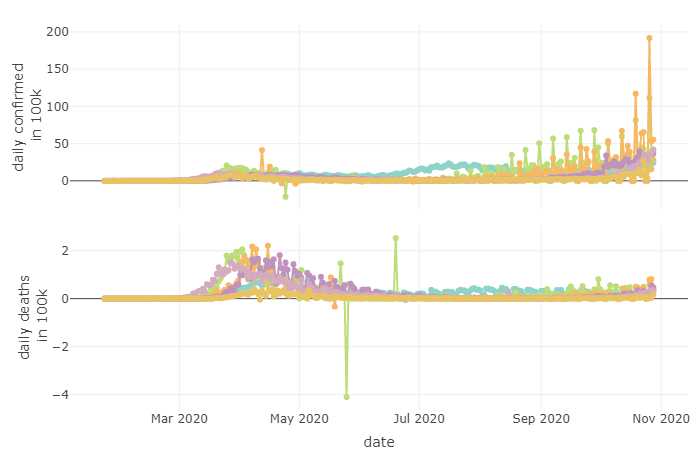 daily confirmed
in 100k
200
150
100
50
0
daily deaths
in 100k
2
0
−2
−4
Mar 2020
May 2020
Jul 2020
Sep 2020
Nov 2020
date